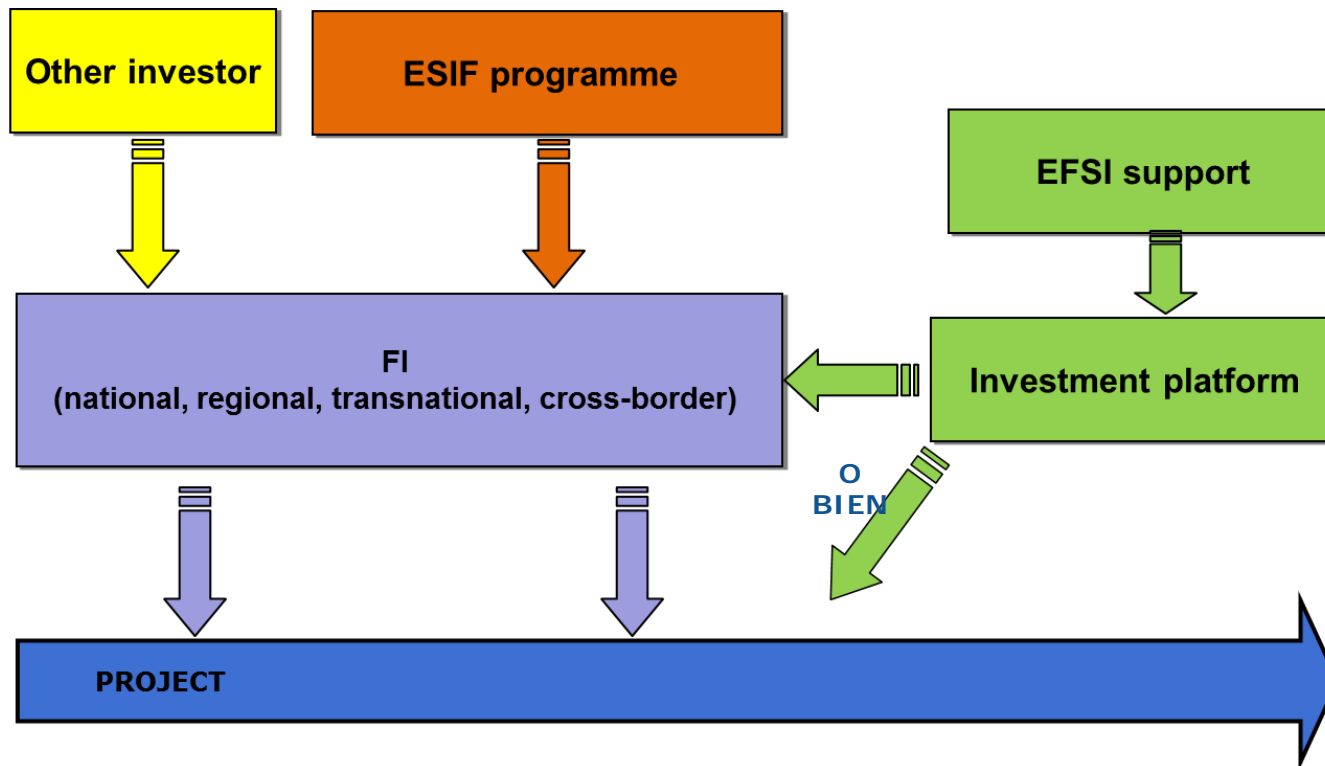 Other investor
ESIF programme
EFSI support
FI
(national, regional, transnational, cross-border)
Investment platform
O
BIEN
PROJECT